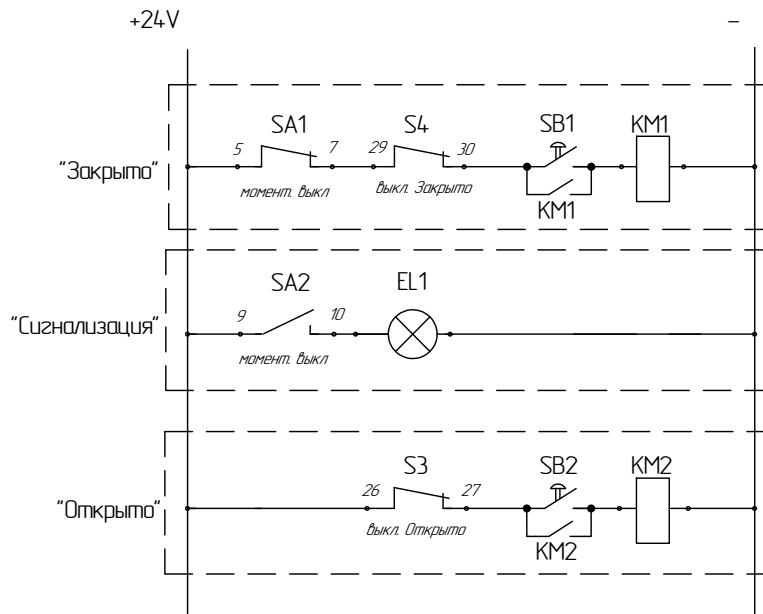 +24V –
SA1 S4 SB1 KM1
5 7 29 30
"Закрыто"
момент. выкл выкл. Закрыто
KM1
SA2 EL1
9 10
"Сигнализация"
момент. выкл
S3 SB2 KM2
26 27
"Открыто"
выкл. Открыто
KM2